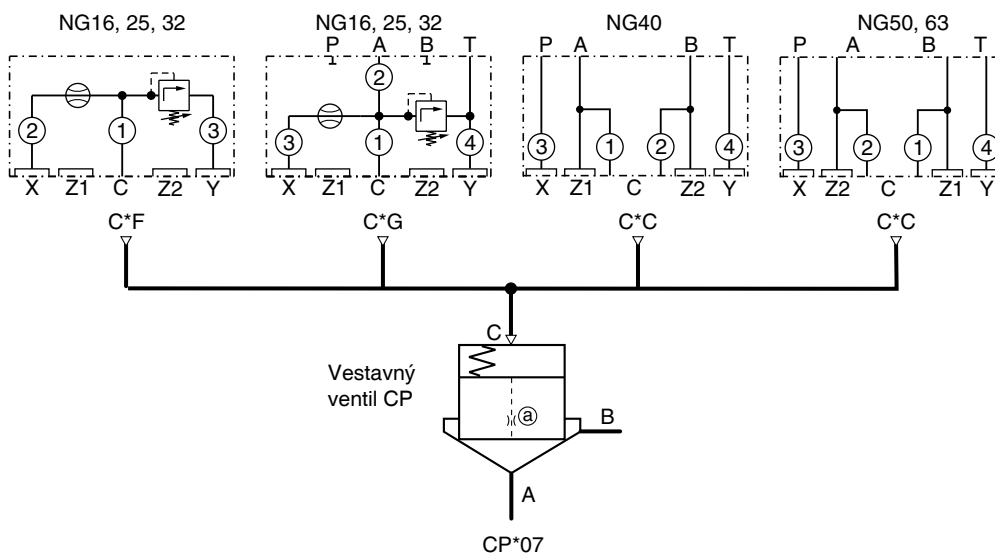 NG16, 25, 32 NG16, 25, 32 NG40 NG50, 63
P A B T P A B T P A B T
2 1 3
2 3 1 4
3 1 2 4
3 2 1 4
X Z1 C Z2 Y X Z1 C Z2 Y X Z1 C Z2 Y X Z2 C Z1 Y
C*F C*G C*C C*C
C
Vestavný
ventil CP
a
B
A
CP*07